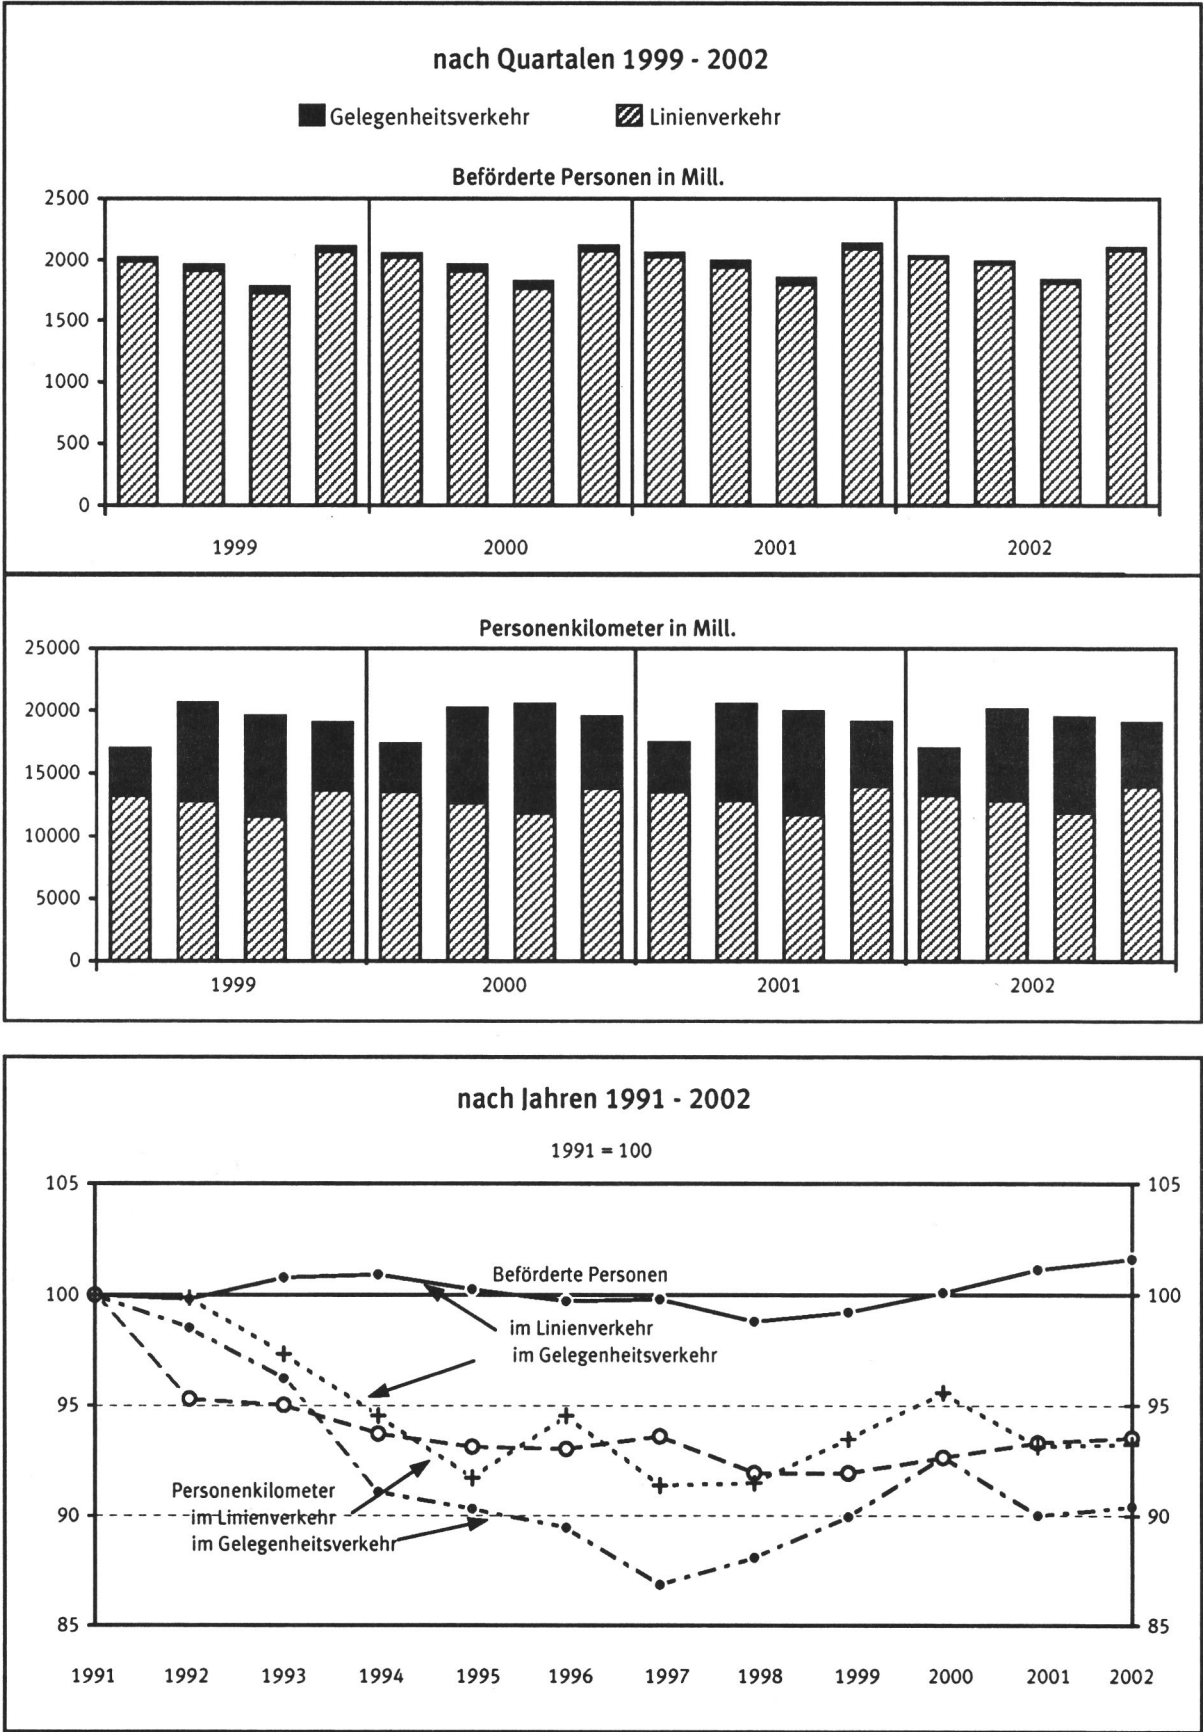 nach Quartalen 1999 - 2002
Gelegenheitsverkehr Linienverkehr
Beförderte Personen in Mill.
2500
2000
1500
1000
500
0
1999 2000 2001 2002
Personenkilometer in Mill.
25000
20000
15000
10000
5000
0
1999 2000 2001 2002
nach Jahren 1991 - 2002
1991 = 100
105 105
Beförderte Personen
100 100
im Linienverkehr
im Gelegenheitsverkehr
95 95
Personenkilometer
im Linienverkehr
90 90
im Gelegenheitsverkehr
85 85
1991 1992 1993 1994 1995 1996 1997 1998 1999 2000 2001 2002